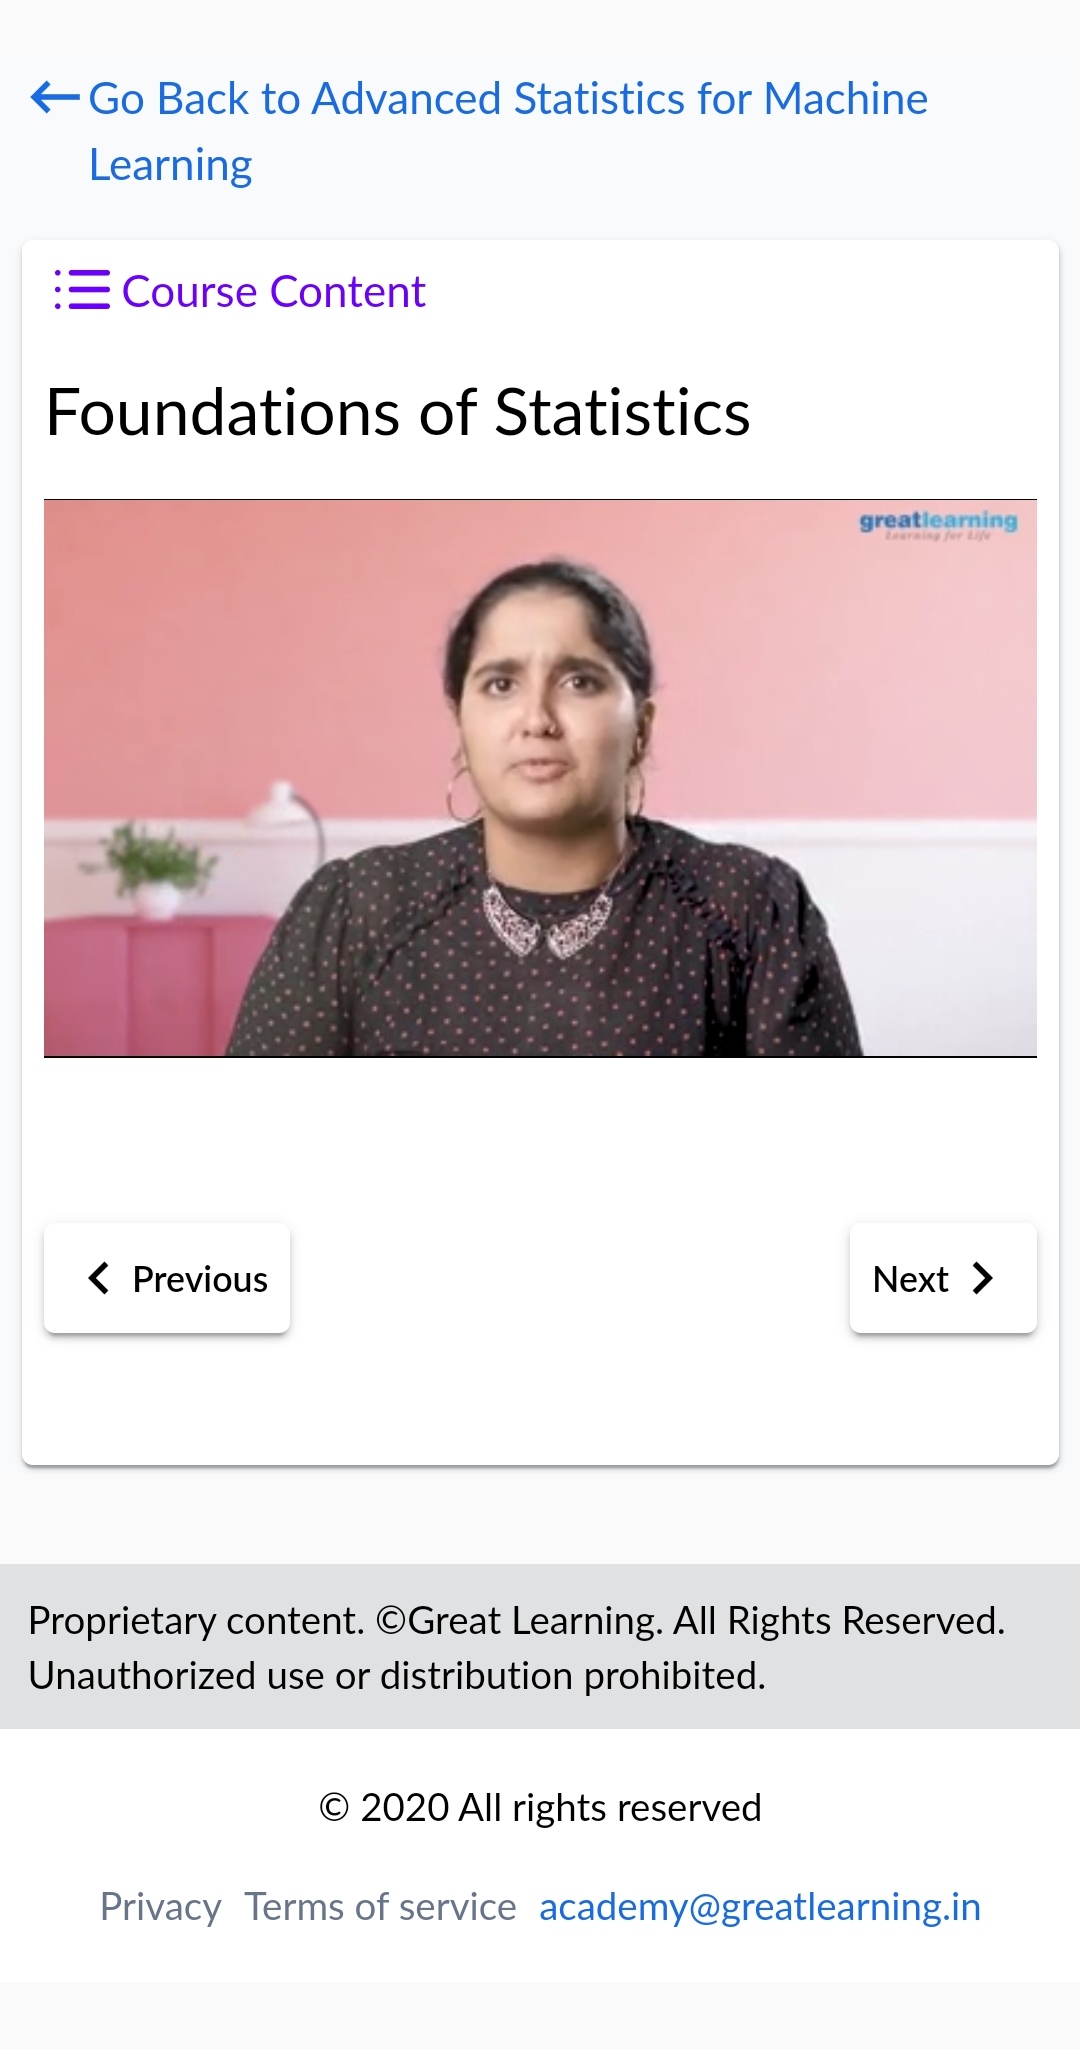 Go Back to Advanced Statistics for Machine
Learning
Course Content
Foundations of Statistics
greatlearning
Learning for Life
Previous
Next
Proprietary content. ©Great Learning. All Rights Reserved.
Unauthorized use or distribution prohibited.
© 2020 All rights reserved
Privacy Terms of service academy@greatlearning.in